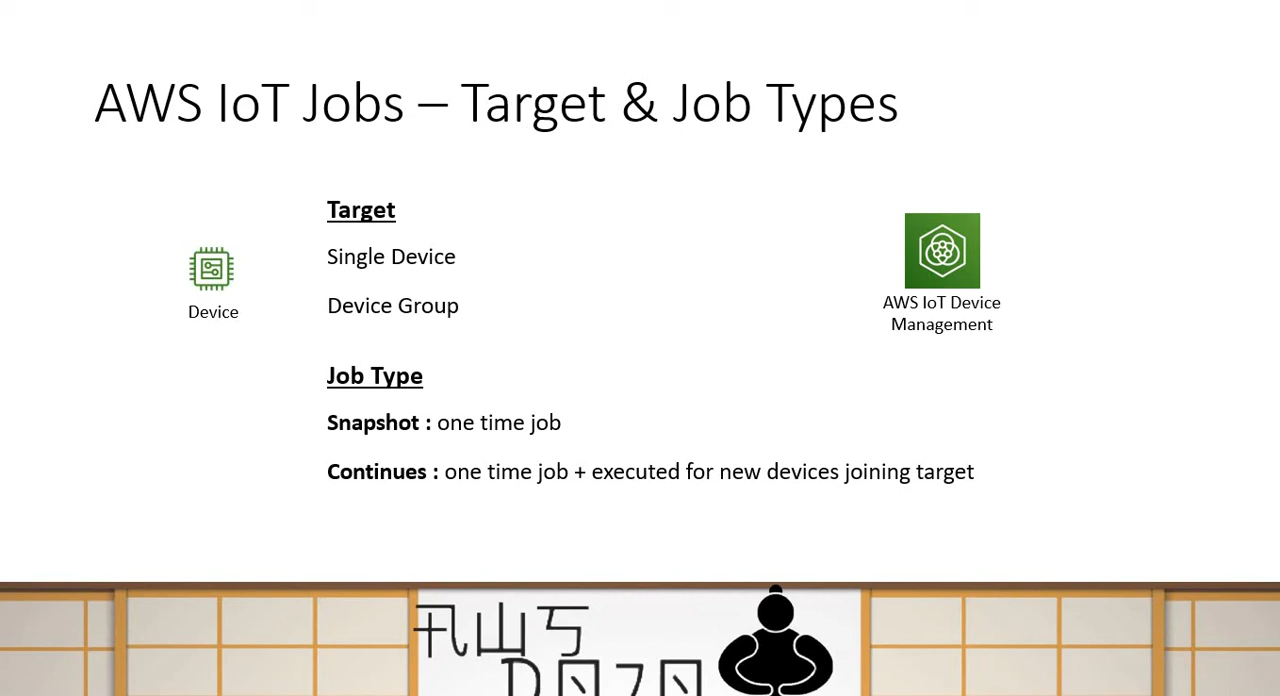 AWS IoT Jobs – Target & Job Types
Target
Single Device
Device Group
Device
AWS IoT Device
Management
Job Type
Snapshot : one time job
Continues : one time job + executed for new devices joining target